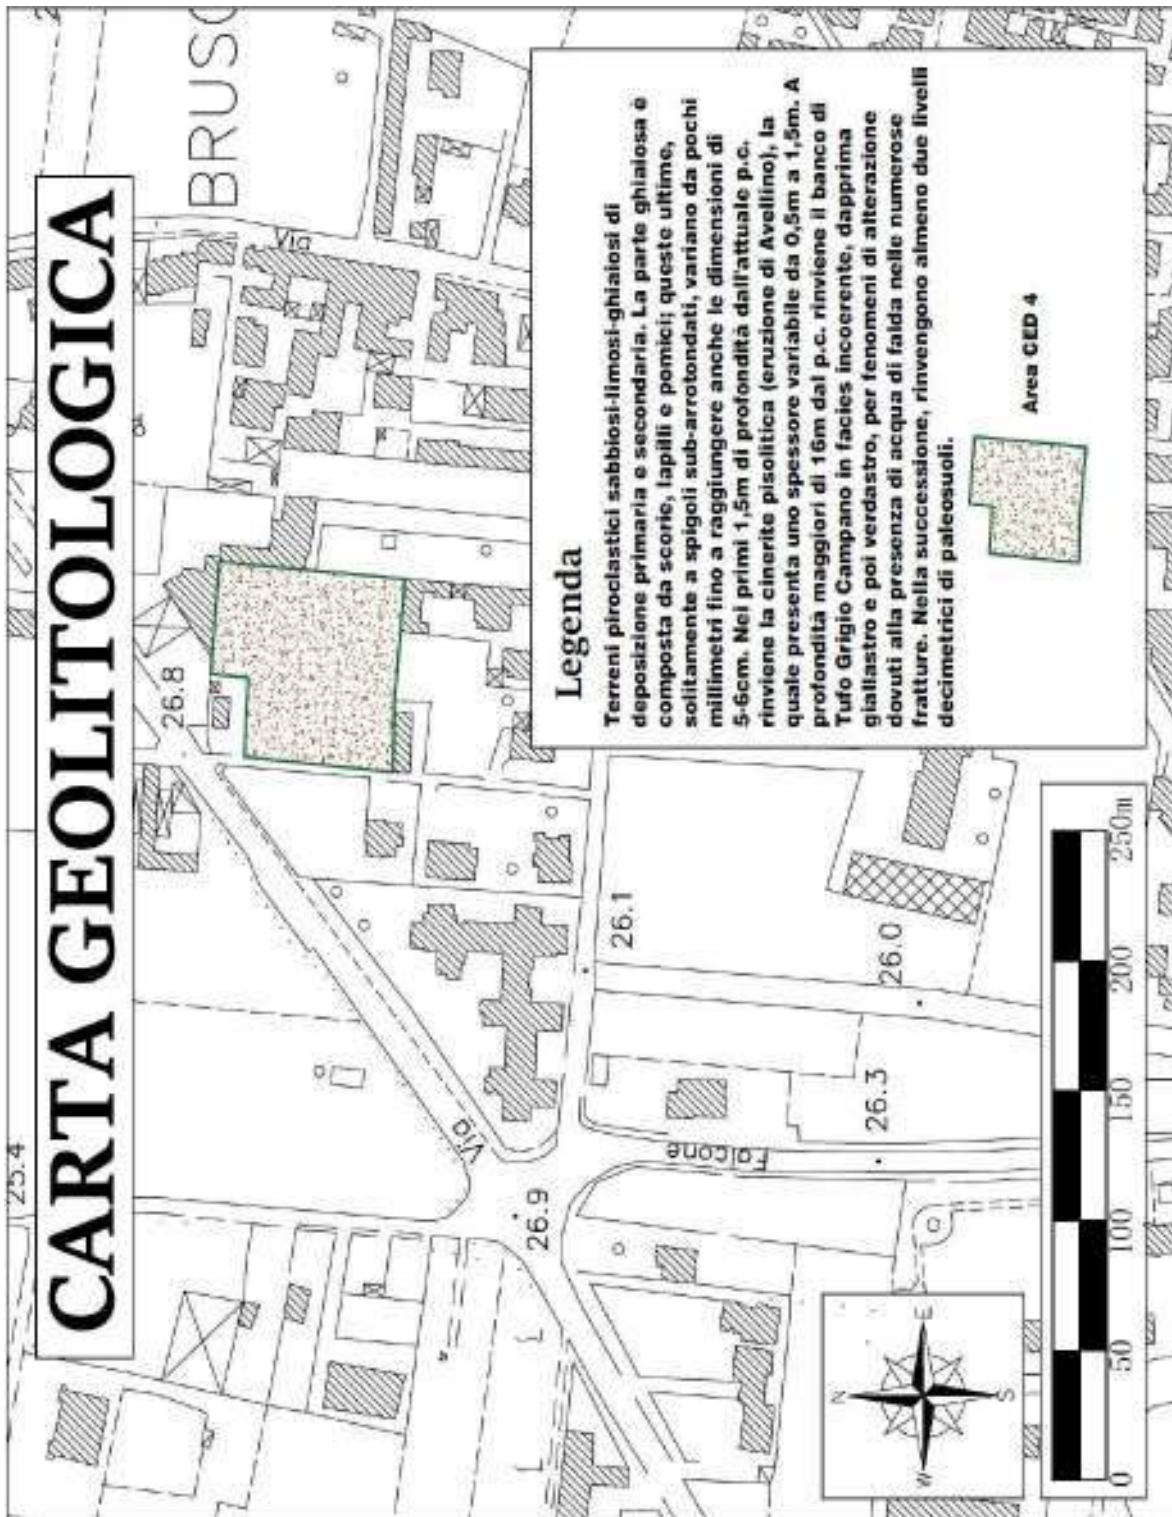 CARTA GEOLITOLOGICA
BRUSC
Via
26.8
25.4
Via
26.9
26.1
26.0
26.3
Falcone
Legenda
Terreni piroclastici sabbiosi-limosi-ghiaiosi di
deposizione primaria e secondaria. La parte ghiaiosa è
composta da scorie, lapilli e pomici; queste ultime,
solitamente a spigoli sub-arrotondati, variano da pochi
millimetri fino a raggiungere anche le dimensioni di
5-6cm. Nei primi 1,5m di profondità dall'attuale p.c.
rinviene la cinerite pisolitica (eruzione di Avellino), la
quale presenta uno spessore variabile da 0,5m a 1,5m. A
profondita maggiori di 16m dal p.c. rinviene il banco di
Tufo Grigio Campano in facies incoerente, dapprima
giallastro e poi verdastro, per fenomeni di alterazione
dovuti alla presenza di acqua di falda nelle numerose
fratture. Nella successione, rinvengono almeno due livelli
decimetrici di paleosuoli.
Area CED 4
N
W E
S
0 50 100 150 200 250m